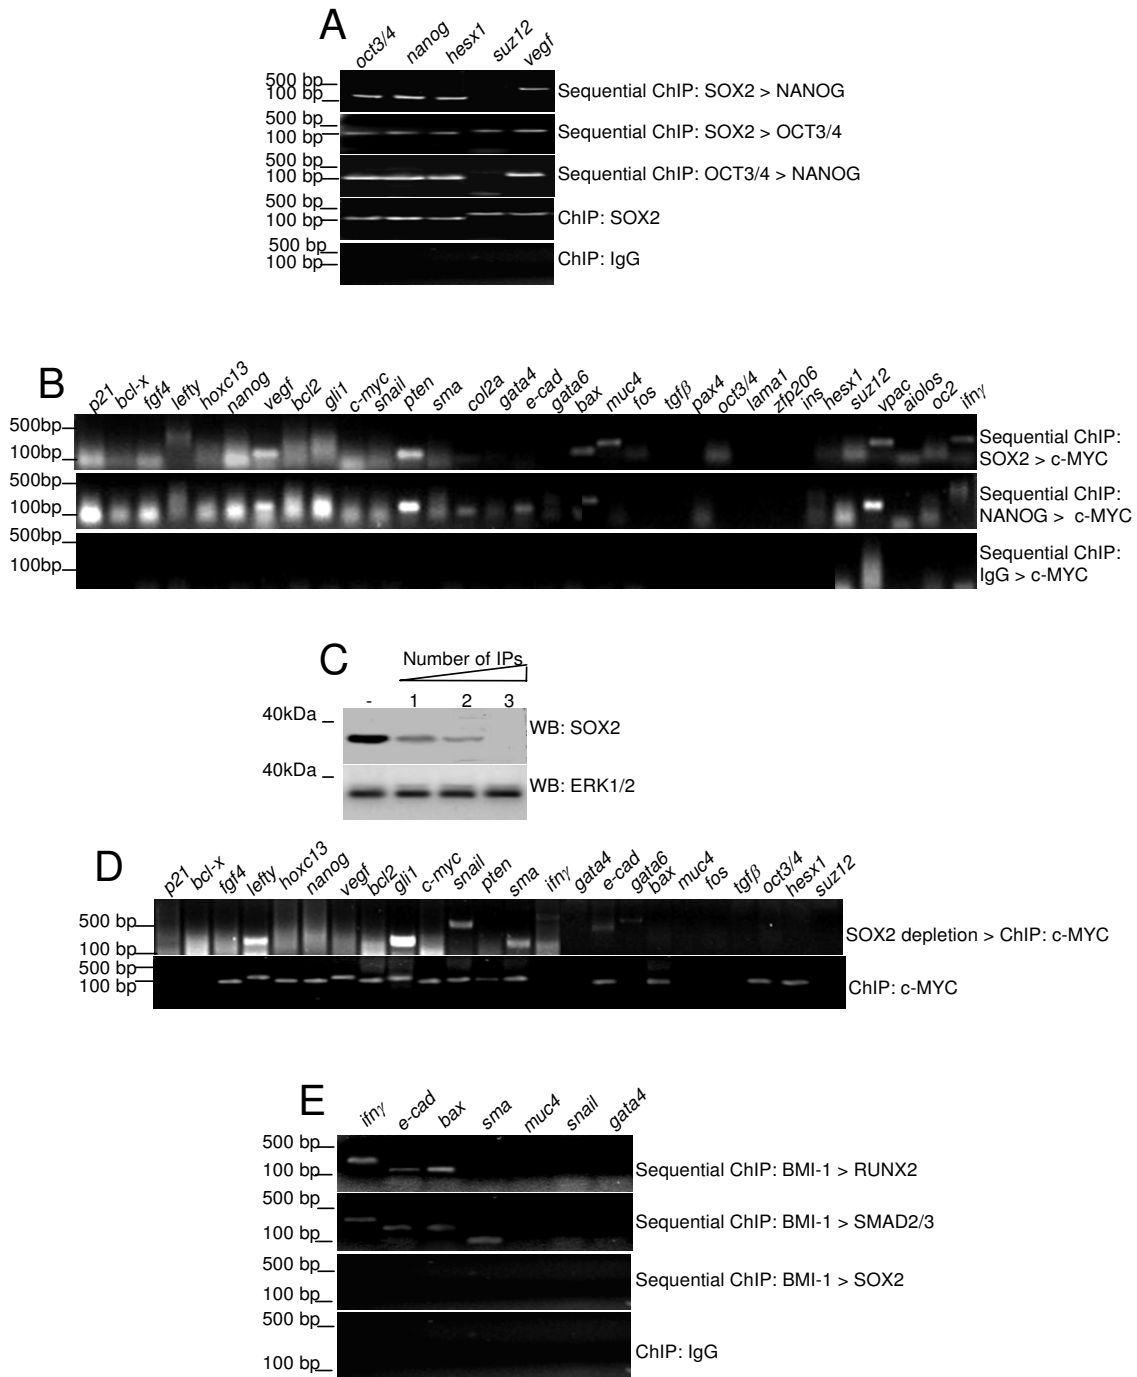 A
oct3/4 nanog hesx1 suz12 vegf
500 bp
100 bp
Sequential ChIP: SOX2 > NANOG
500 bp
100 bp
Sequential ChIP: SOX2 > OCT3/4
500 bp
100 bp
Sequential ChIP: OCT3/4 > NANOG
500 bp
100 bp
ChIP: SOX2
500 bp
100 bp
ChIP: IgG
B
p21 bcl-x fgf4 lefty hoxc13 nanog vegf bcl2 gli1 c-myc snail pten sma col2a gata4 e-cad gata6 bax muc4 fos tgfβ pax4 oct3/4 lama1 zfp206 ins hesx1 suz12 vpac aiolos oc2 ifnγ
500bp
100bp
Sequential ChIP:
SOX2 > c-MYC
500bp
100bp
Sequential ChIP:
NANOG > c-MYC
500bp
100bp
Sequential ChIP:
IgG > c-MYC
C
Number of IPs
- 1 2 3
40kDa
WB: SOX2
40kDa
WB: ERK1/2
D
p21 bcl-x fgf4 lefty hoxc13 nanog vegf bcl2 gli1 c-myc snail pten sma ifnγ gata4 e-cad gata6 bax muc4 fos tgfβ oct3/4 hesx1 suz12
500 bp
100 bp
SOX2 depletion > ChIP: c-MYC
500 bp
100 bp
ChIP: c-MYC
E
ifnγ e-cad bax sma muc4 snail gata4
500 bp
100 bp
Sequential ChIP: BMI-1 > RUNX2
500 bp
100 bp
Sequential ChIP: BMI-1 > SMAD2/3
500 bp
100 bp
Sequential ChIP: BMI-1 > SOX2
500 bp
100 bp
ChIP: IgG